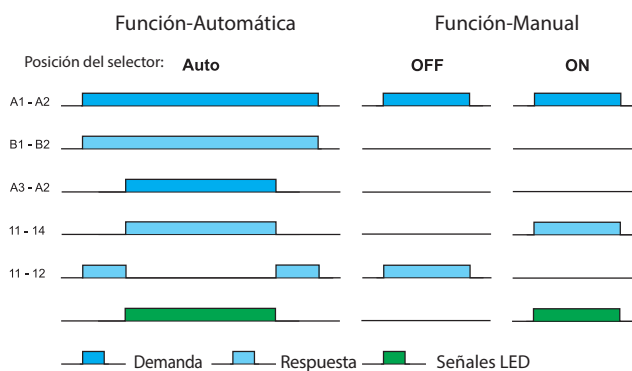 Función-Automática Función-Manual
Posición del selector: Auto OFF ON
A1 - A2
B1 - B2
A3 - A2
11 - 14
11 - 12
Demanda Respuesta Señales LED